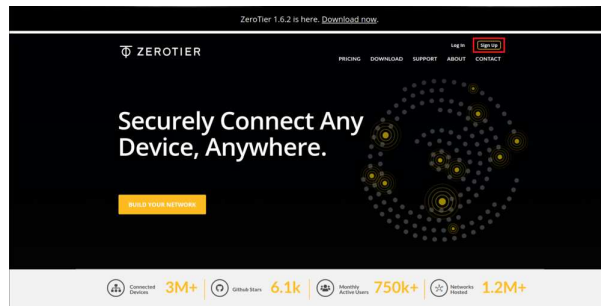 ZeroTier 1.6.2 is here. Download now.
Log In Sign Up
ZEROTIER
PRICING DOWNLOAD SUPPORT ABOUT CONTACT
Securely Connect Any
Device, Anywhere.
BUILD YOUR NETWORK
Connected
Devices
3M+
Github Stars
6.1k
Monthly
Active Users
750k+
Networks
Hosted
1.2M+